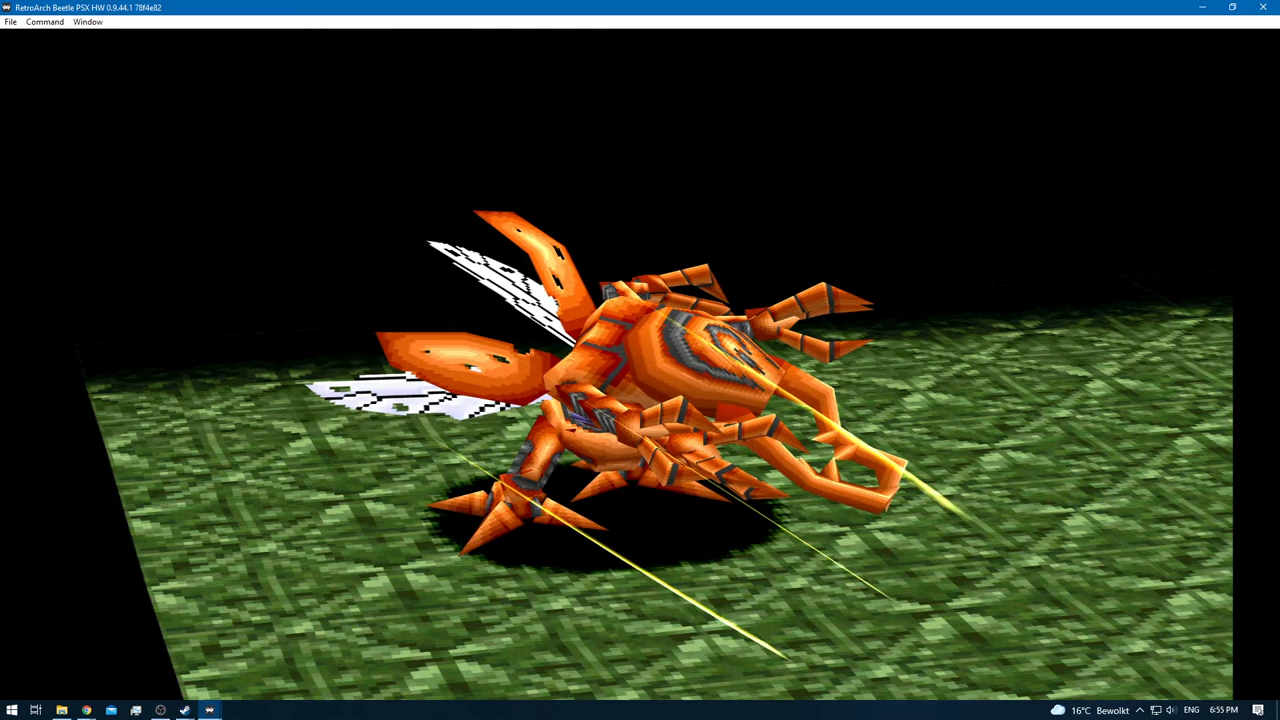 RetroArch Beetle PSX HW 0.9.44.1 78f4e82
File Command Window
16°C Bewolkt ENG 6:55 PM